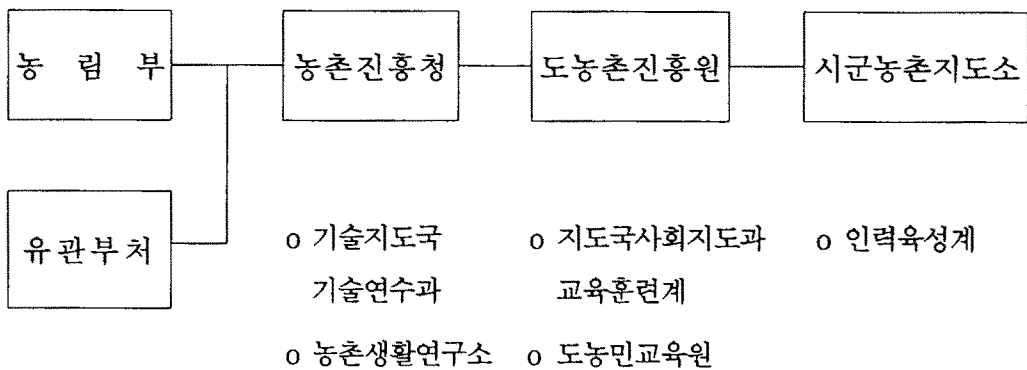 농 림 부
농촌진흥청
도농촌진흥원
시군농촌지도소
유관부처
o 기술지도국
기술연수과
o 농촌생활연구소
o 지도국사회지도과
교육훈련계
o 도농민교육원
o 인력육성계